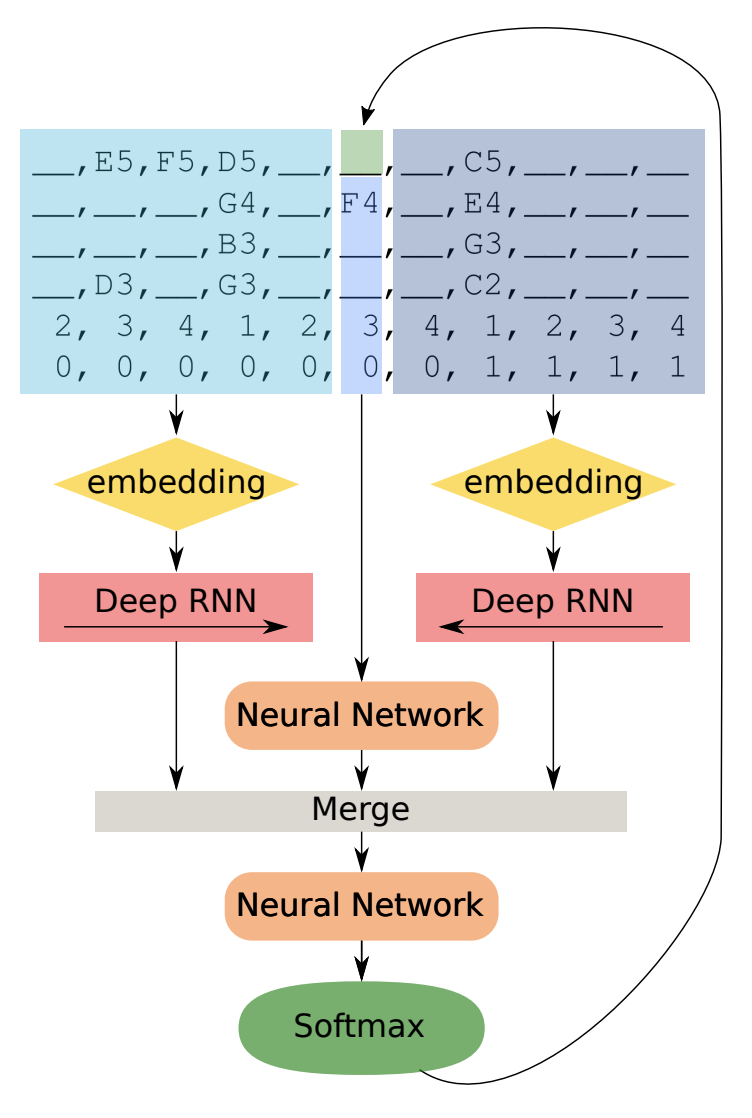 __,E5,F5,D5,__,__,__,C5,__,__,__
__,__,__,G4,__,F4,__,E4,__,__,__
__,__,__,B3,__,__,__,G3,__,__,__
__,D3,__,G3,__,__,__,C2,__,__,__
2, 3, 4, 1, 2, 3, 4, 1, 2, 3, 4
0, 0, 0, 0, 0, 0, 0, 1, 1, 1, 1
embedding embedding
Deep RNN Deep RNN
Neural Network
Merge
Neural Network
Softmax